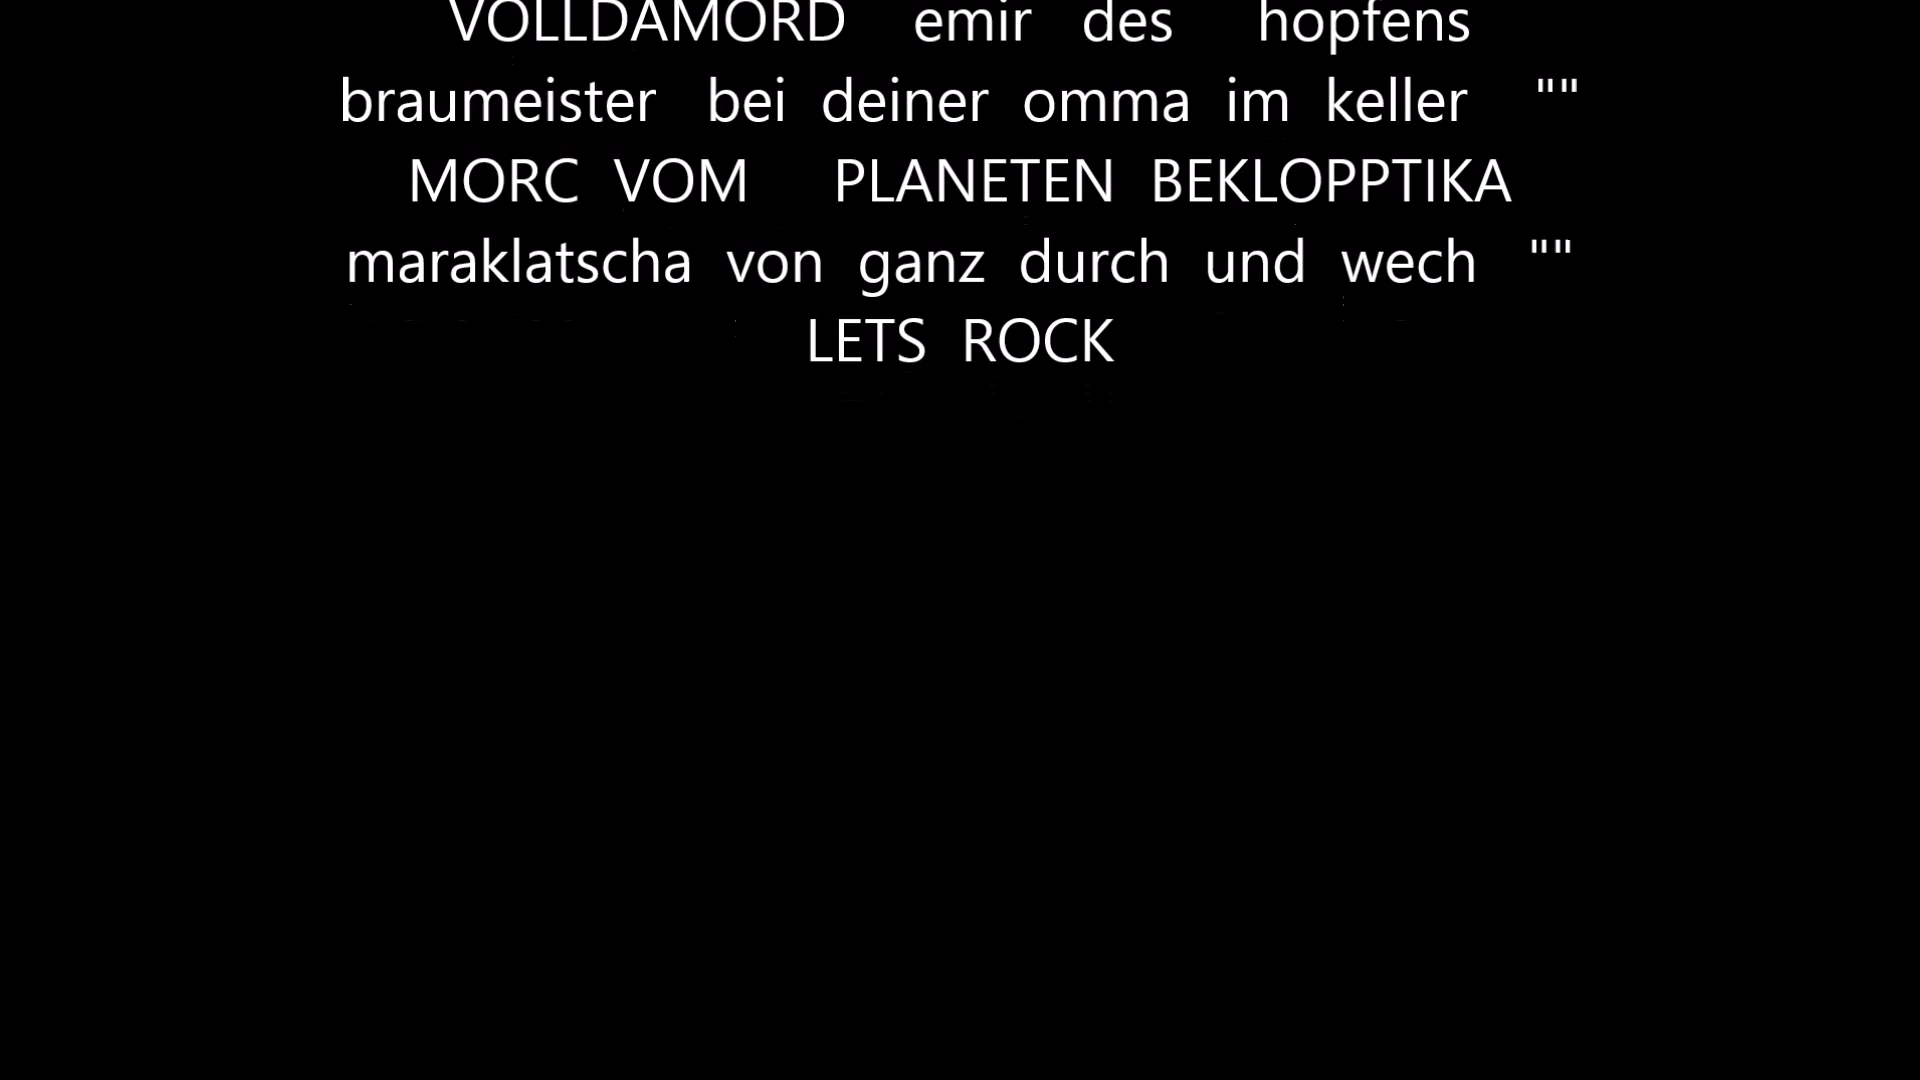 VOLLDAMORD emir des hopfens
braumeister bei deiner omma im keller ""
MORC VOM PLANETEN BEKLOPPTIKA
maraklatscha von ganz durch und wech ""
LETS ROCK